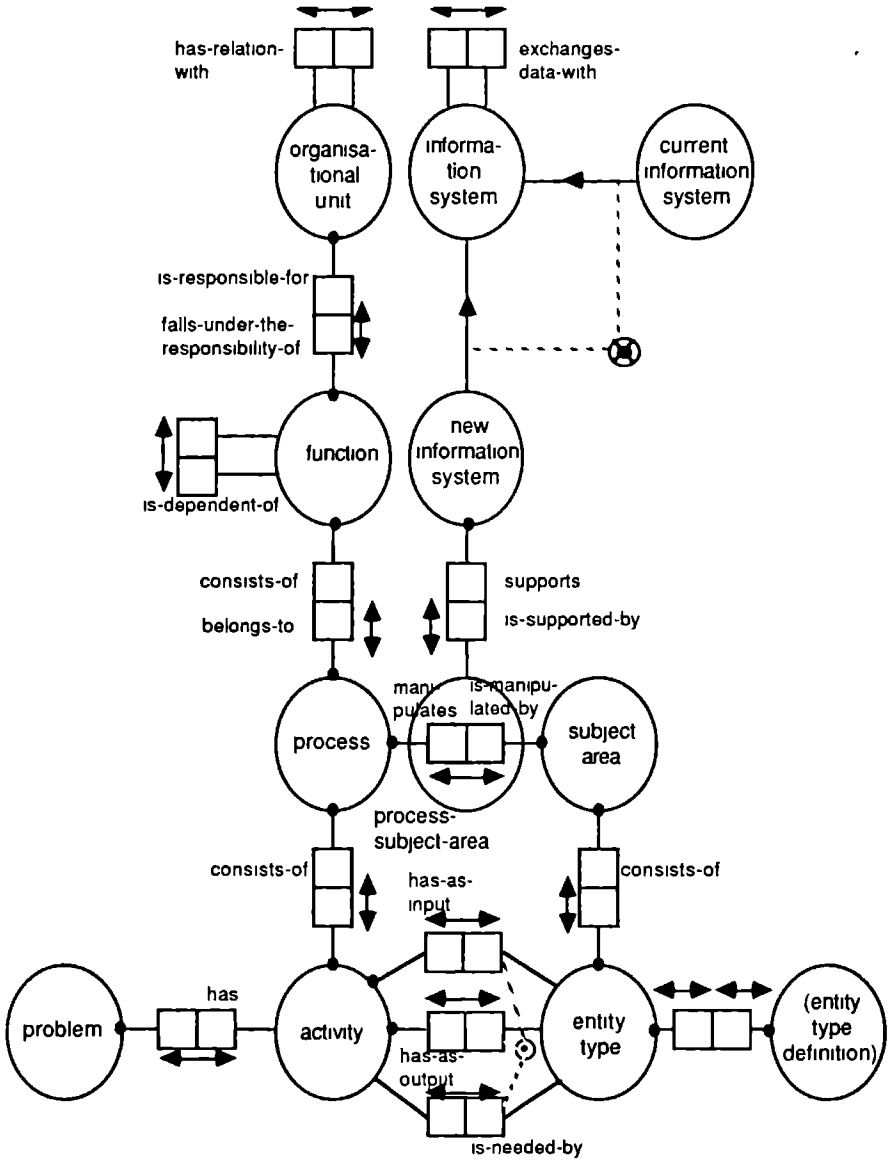 has-relation-
with
exchanges-
data-with
organisa-
tional
unit
informa-
tion
system
current
information
system
is-responsible-for
falls-under-the-
responsibility-of
function
new
information
system
is-dependent-of
consists-of
belongs-to
supports
is-supported-by
mani-
pulates
is-manipu-
lated-by
process
subject
area
process-
subject-area
consists-of
consists-of
has-as-
input
problem
has
activity
has-as-
output
entity
type
(entity
type
definition)
is-needed-by